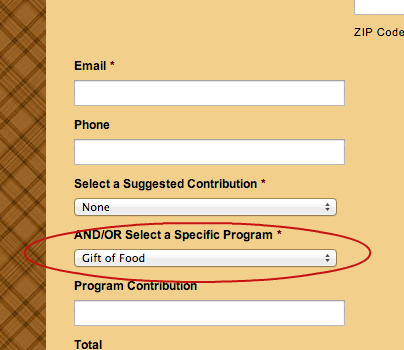 ZIP Code
Email *
Phone
Select a Suggested Contribution *
None
AND/OR Select a Specific Program *
Gift of Food
Program Contribution
Total